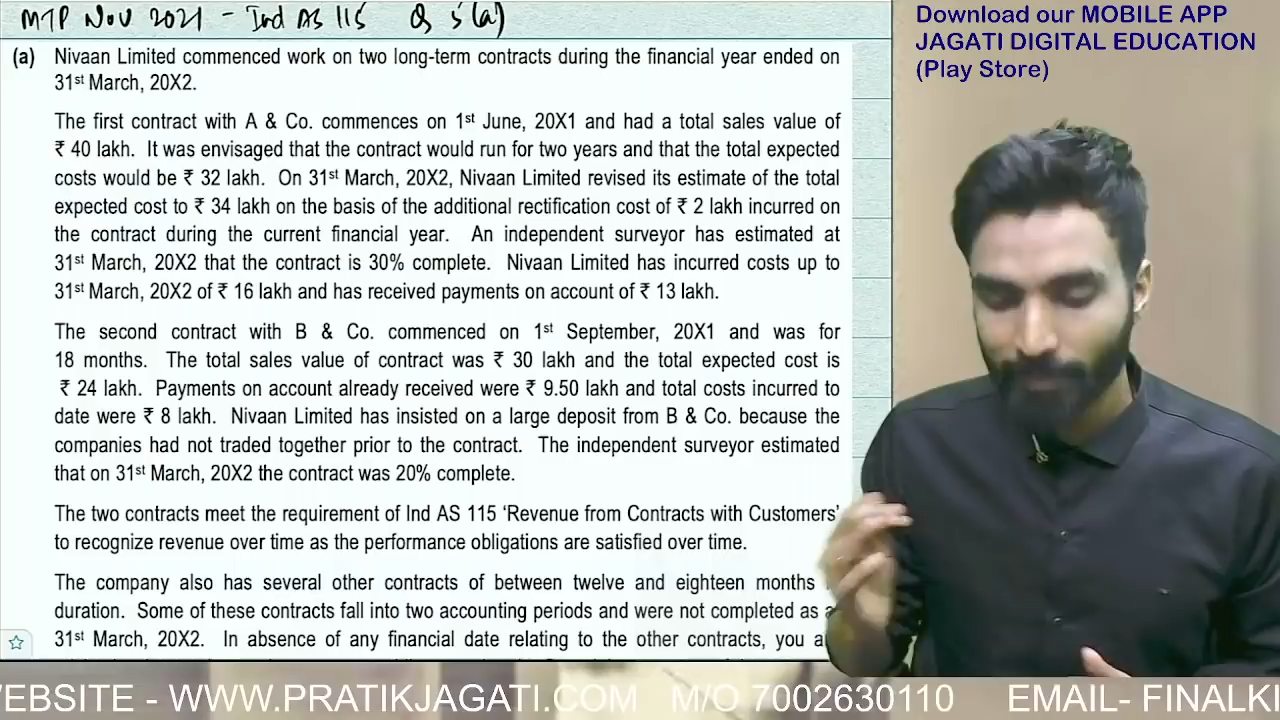 MTP Nov 2021 - Ind AS 115 Q 5 (a)
Download our MOBILE APP
JAGATI DIGITAL EDUCATION
(Play Store)
(a) Nivaan Limited commenced work on two long-term contracts during the financial year ended on
31st March, 20X2.
The first contract with A & Co. commences on 1st June, 20X1 and had a total sales value of
₹ 40 lakh. It was envisaged that the contract would run for two years and that the total expected
costs would be ₹ 32 lakh. On 31st March, 20X2, Nivaan Limited revised its estimate of the total
expected cost to ₹ 34 lakh on the basis of the additional rectification cost of ₹ 2 lakh incurred on
the contract during the current financial year. An independent surveyor has estimated at
31st March, 20X2 that the contract is 30% complete. Nivaan Limited has incurred costs up to
31st March, 20X2 of ₹ 16 lakh and has received payments on account of ₹ 13 lakh.
The second contract with B & Co. commenced on 1st September, 20X1 and was for
18 months. The total sales value of contract was ₹ 30 lakh and the total expected cost is
₹ 24 lakh. Payments on account already received were ₹ 9.50 lakh and total costs incurred to
date were ₹ 8 lakh. Nivaan Limited has insisted on a large deposit from B & Co. because the
companies had not traded together prior to the contract. The independent surveyor estimated
that on 31st March, 20X2 the contract was 20% complete.
The two contracts meet the requirement of Ind AS 115 ‘Revenue from Contracts with Customers’
to recognize revenue over time as the performance obligations are satisfied over time.
The company also has several other contracts of between twelve and eighteen months
duration. Some of these contracts fall into two accounting periods and were not completed as
31st March, 20X2. In absence of any financial date relating to the other contracts, you
WEBSITE - WWW.PRATIKJAGATI.COM M/O 7002630110 EMAIL- FINALKI